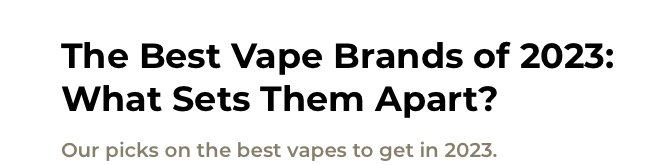 The Best Vape Brands of 2023:
What Sets Them Apart?
Our picks on the best vapes to get in 2023.